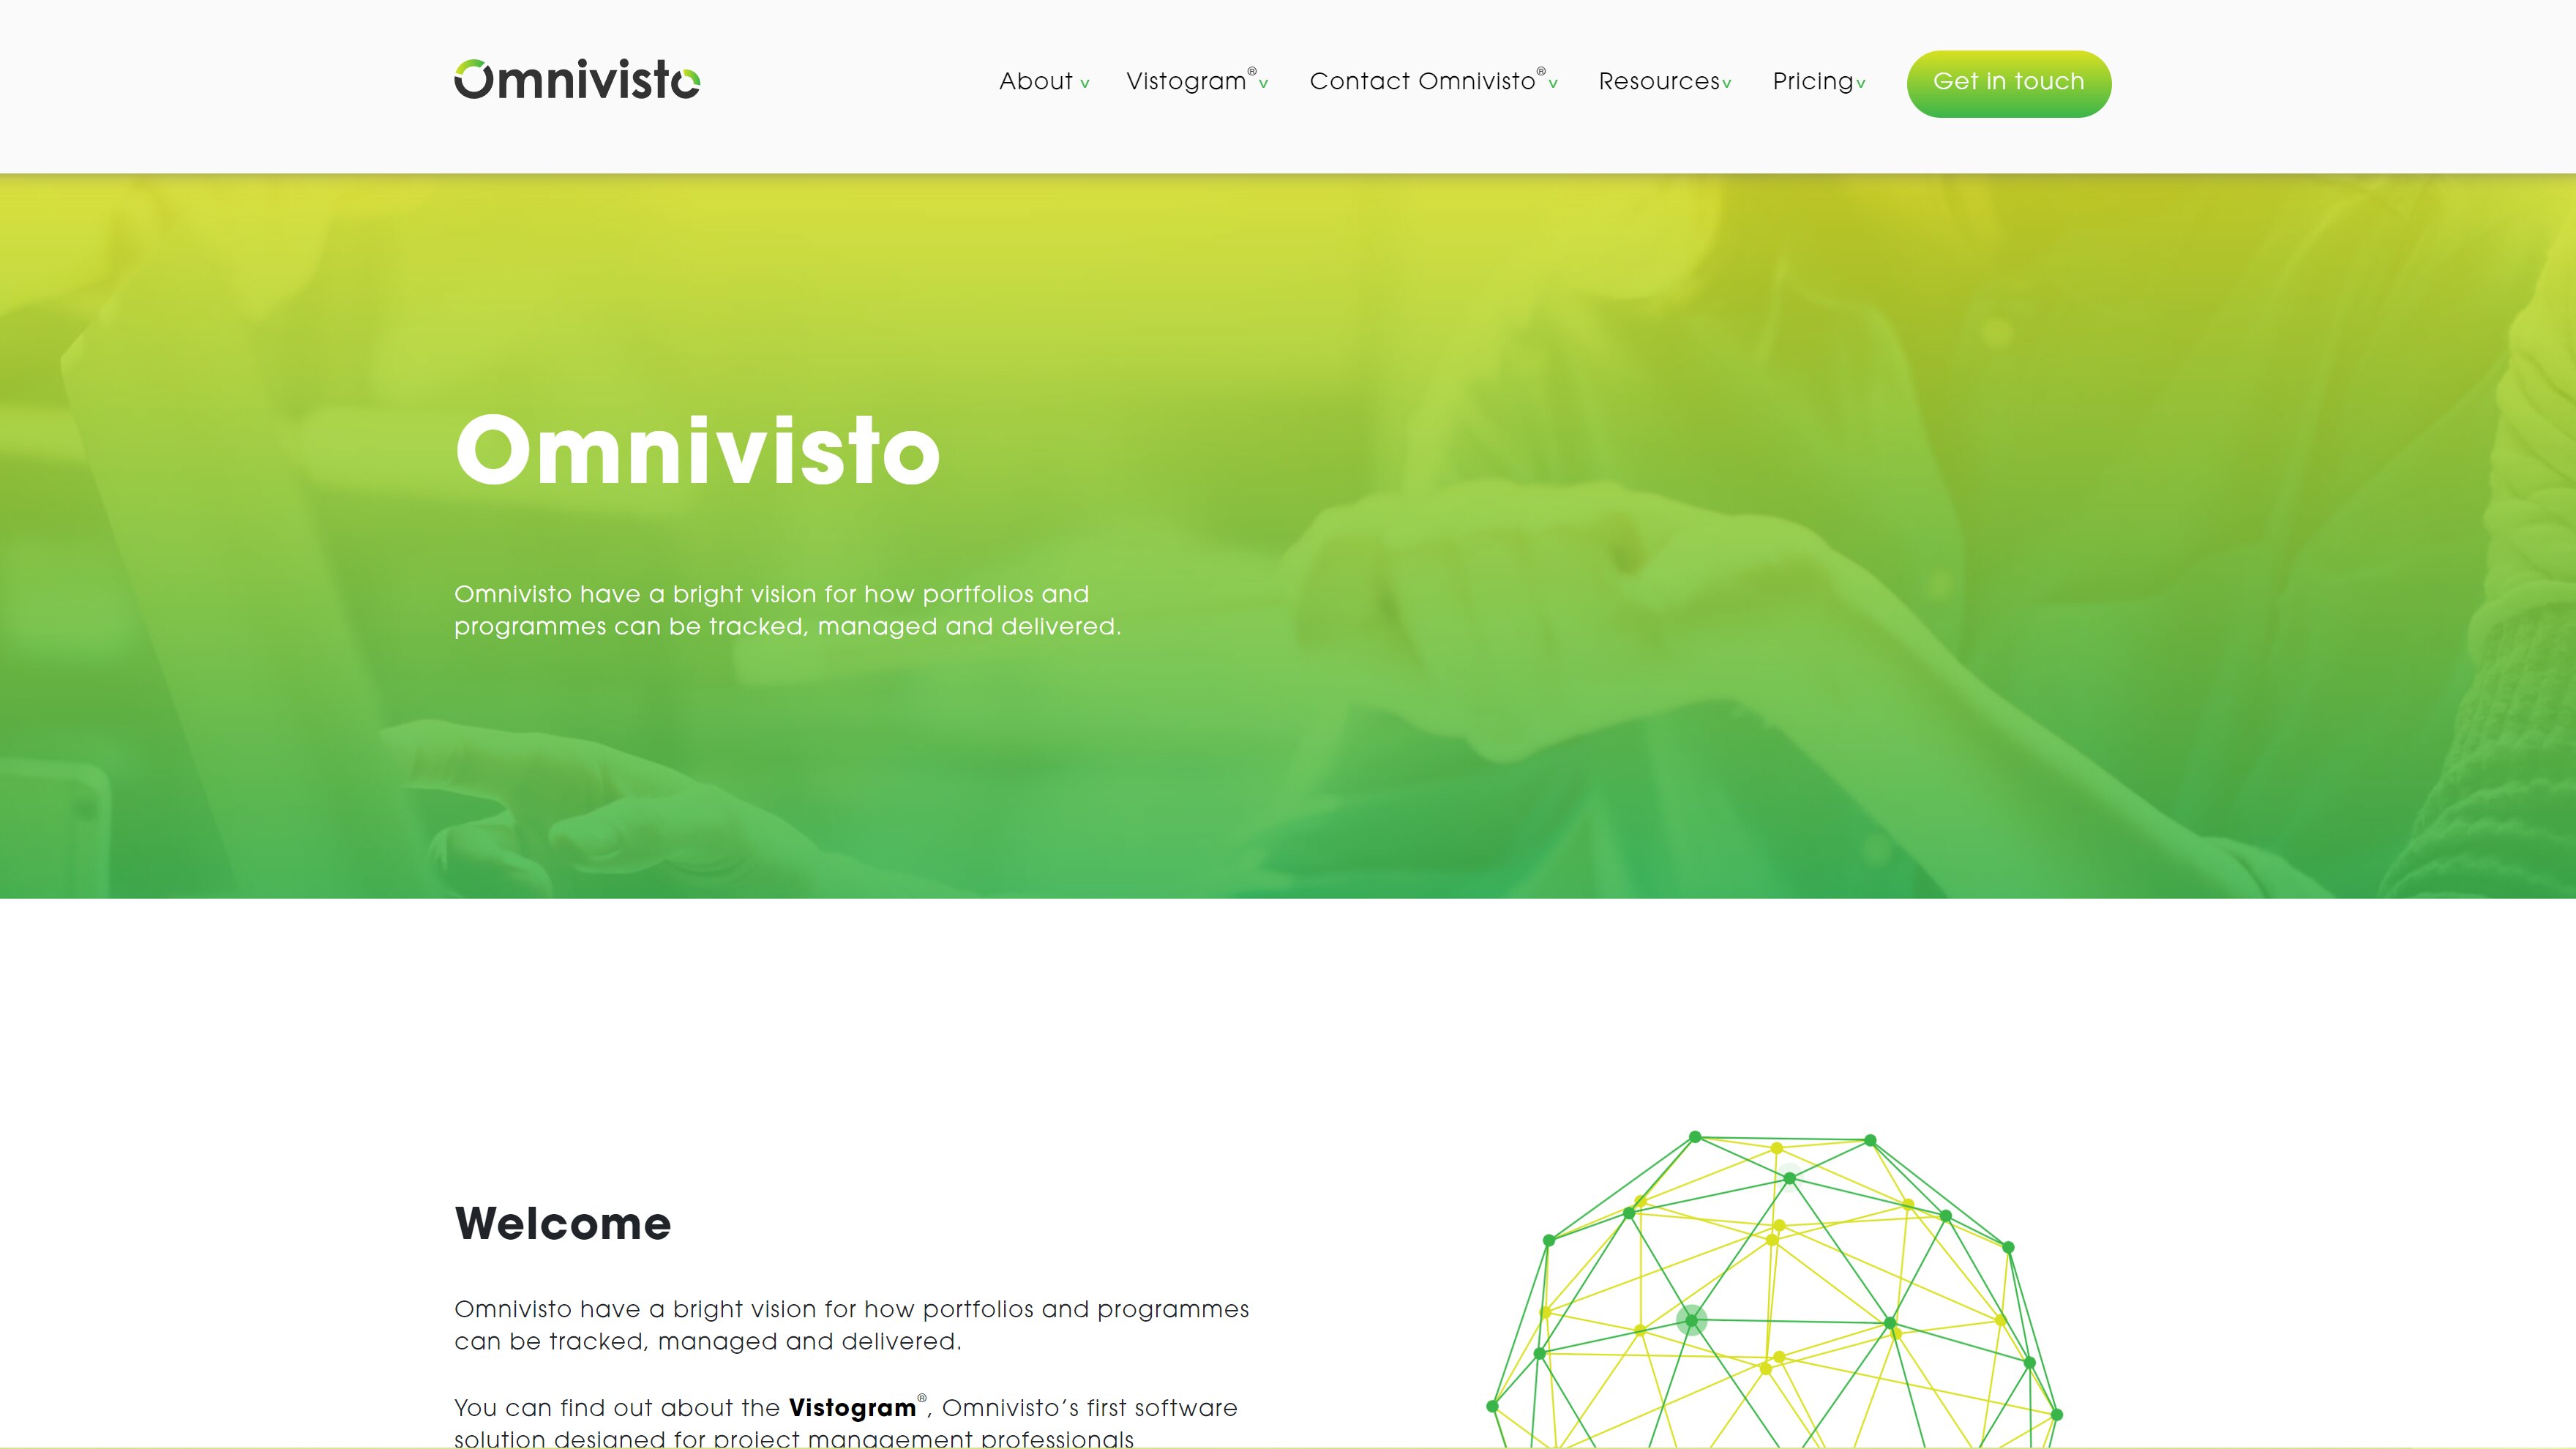 Omnivisto
About v Vistogram® v Contact Omnivisto® v Resources v Pricing v Get in touch
Omnivisto
Omnivisto have a bright vision for how portfolios and
programmes can be tracked, managed and delivered.
Welcome
Omnivisto have a bright vision for how portfolios and programmes
can be tracked, managed and delivered.
You can find out about the Vistogram®, Omnivisto’s first software
solution designed for project management professionals